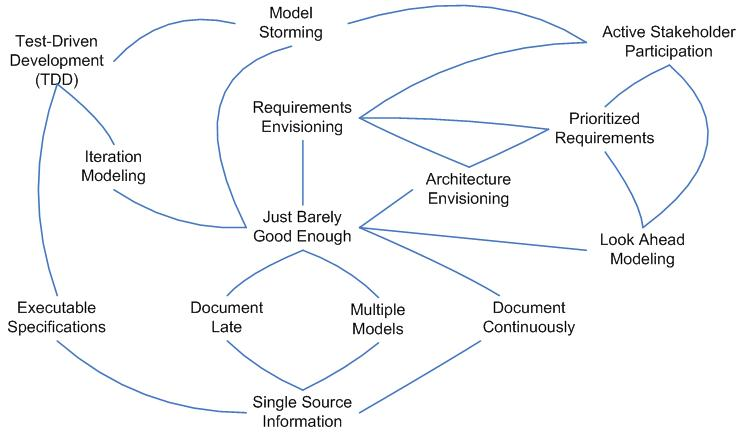 Model
Storming
Test-Driven
Development
(TDD)
Active Stakeholder
Participation
Requirements
Envisioning
Prioritized
Requirements
Iteration
Modeling
Architecture
Envisioning
Just Barely
Good Enough
Look Ahead
Modeling
Executable
Specifications
Document
Late
Multiple
Models
Document
Continuously
Single Source
Information